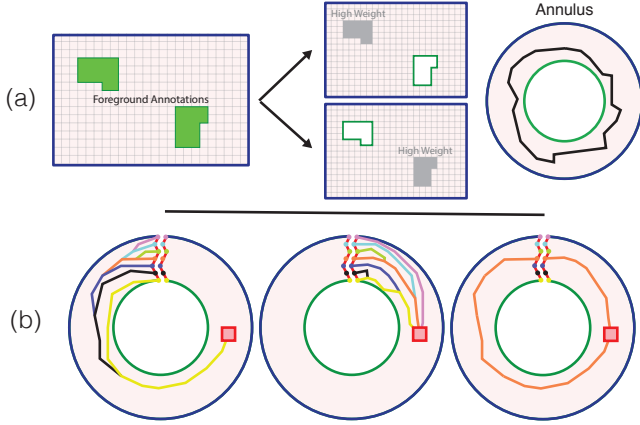 High Weight
Annulus
(a)
Foreground Annotations
High Weight
(b)